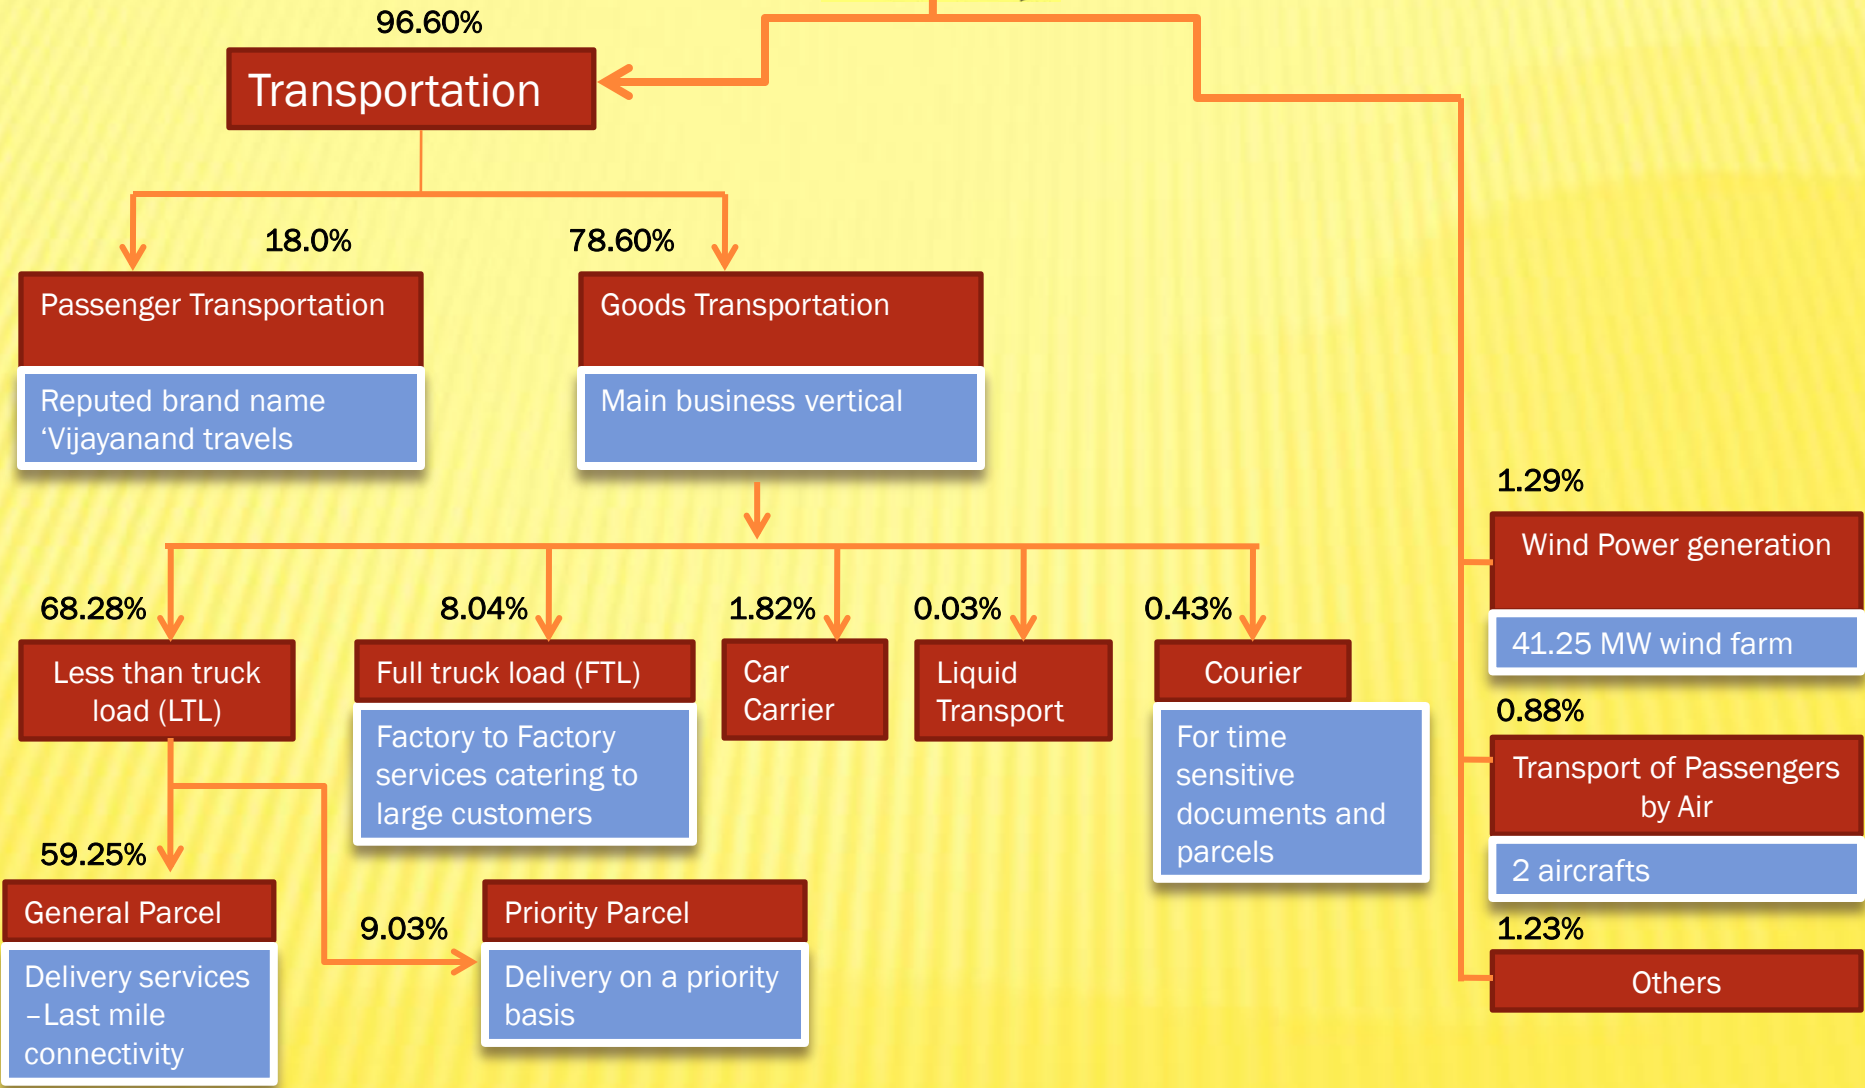 96.60%
Transportation
18.0%
78.60%
Passenger Transportation
Reputed brand name
‘Vijayanand travels
Goods Transportation
Main business vertical
68.28%
Less than truck
load (LTL)
8.04%
Full truck load (FTL)
Factory to Factory
services catering to
large customers
1.82%
Car
Carrier
0.03%
Liquid
Transport
0.43%
Courier
For time
sensitive
documents and
parcels
59.25%
General Parcel
Delivery services
–Last mile
connectivity
9.03%
Priority Parcel
Delivery on a priority
basis
1.29%
Wind Power generation
41.25 MW wind farm
0.88%
Transport of Passengers
by Air
2 aircrafts
1.23%
Others